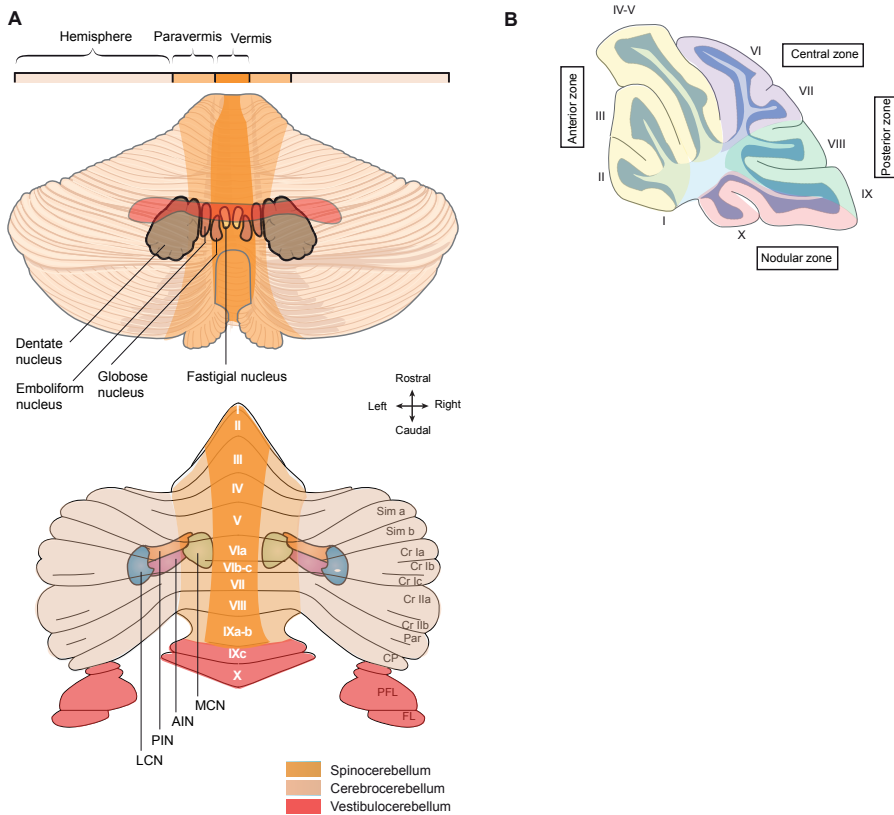 A
Hemisphere
Paravermis
Vermis
Dentate
nucleus
Emboliform
nucleus
Globose
nucleus
Fastigial nucleus
Rostral
Left
Right
Caudal
I
II
III
IV
V
VIa
VIb-c
VII
VIII
IXa-b
IXc
X
Sim a
Sim b
Cr Ia
Cr Ib
Cr Ic
Cr IIa
Cr IIb
Par
CP
PFL
FL
MCN
AIN
PIN
LCN
Spinocerebellum
Cerebrocerebellum
Vestibulocerebellum
B
IV-V
VI
Central zone
VII
Anterior zone
III
VIII
Posterior zone
II
IX
I
X
Nodular zone